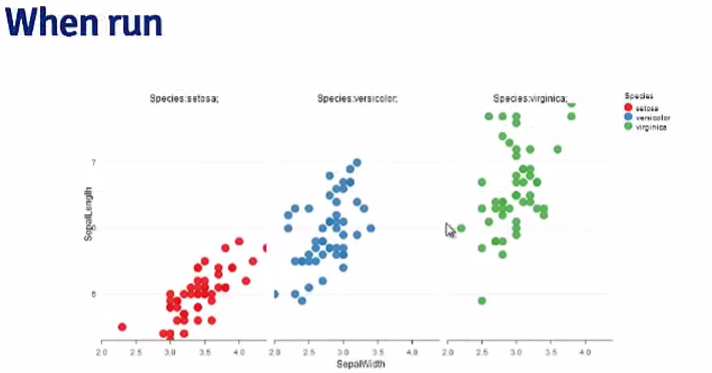 When run
Species:setosa;
Species:versicolor;
Species:virginica;
Species
setosa
versicolor
virginica
7
SepalLength
2.0 2.5 3.0 3.5 4.0
2.0 2.5 3.0 3.5 4.0
2.0 2.5 3.0 3.5 4.0
SepalWidth